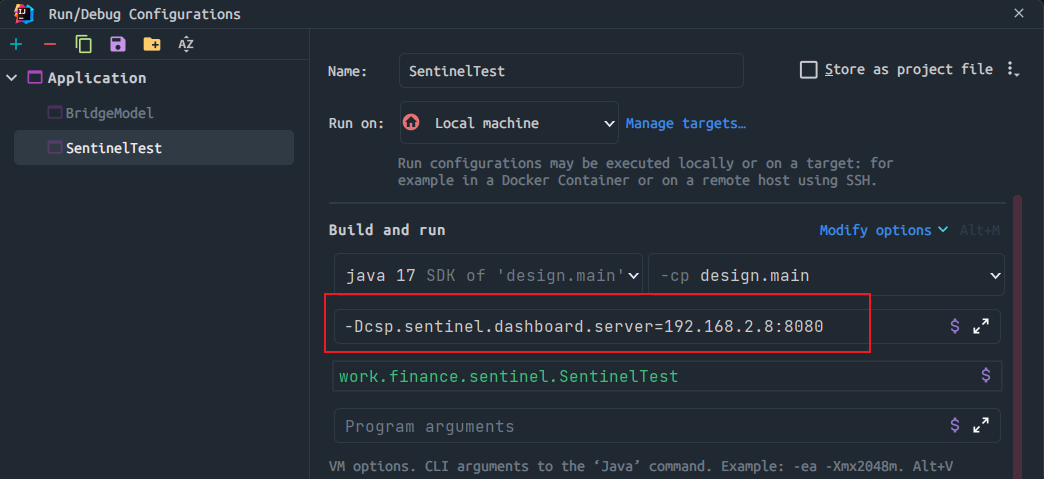 Run/Debug Configurations
Application
BridgeModel
SentinelTest
Name: SentinelTest
Store as project file
Run on: Local machine Manage targets...
Run configurations may be executed locally or on a target: for
example in a Docker Container or on a remote host using SSH.
Build and run Modify options Alt+M
java 17 SDK of 'design.main' -cp design.main
-Dcsp.sentinel.dashboard.server=192.168.2.8:8080
work.finance.sentinel.SentinelTest
Program arguments
VM options. CLI arguments to the ‘Java’ command. Example: -ea -Xmx2048m. Alt+V